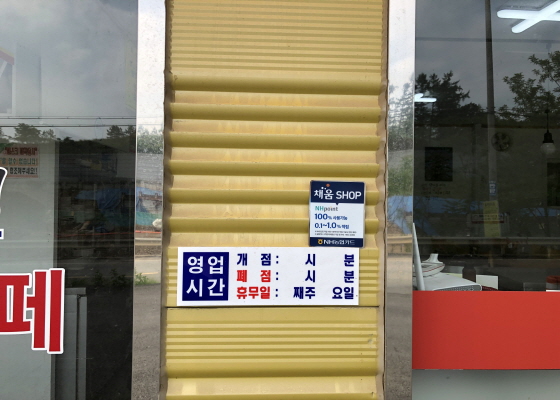 채움 SHOP
NHpoint
100% 사용가능
0.1~1.0% 적립
NH농협카드
영업
시간
개 점 : 시 분
폐 점 : 시 분
휴무일 : 째주 요일
페